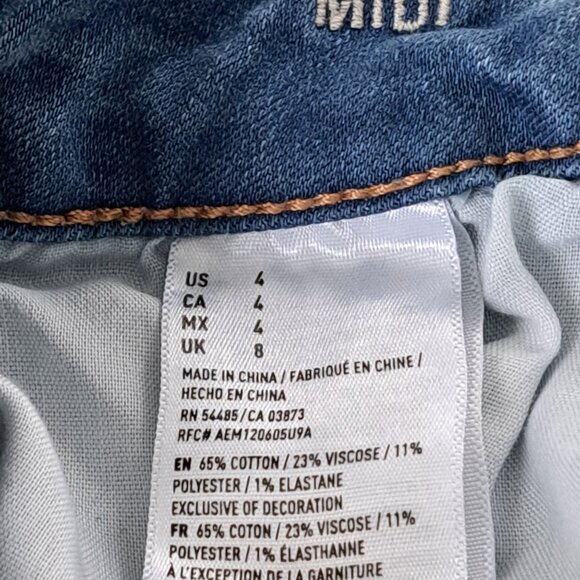 MIDI
US 4
CA 4
MX 4
UK 8
MADE IN CHINA / FABRIQUÉ EN CHINE /
HECHO EN CHINA
RN 54485/CA 03873
RFC# AEM120605U9A
EN 65% COTTON / 23% VISCOSE / 11%
POLYESTER / 1% ELASTANE
EXCLUSIVE OF DECORATION
FR 65% COTON / 23% VISCOSE / 11%
POLYESTER / 1% ÉLASTHANNE
À L'EXCEPTION DE LA GARNITURE